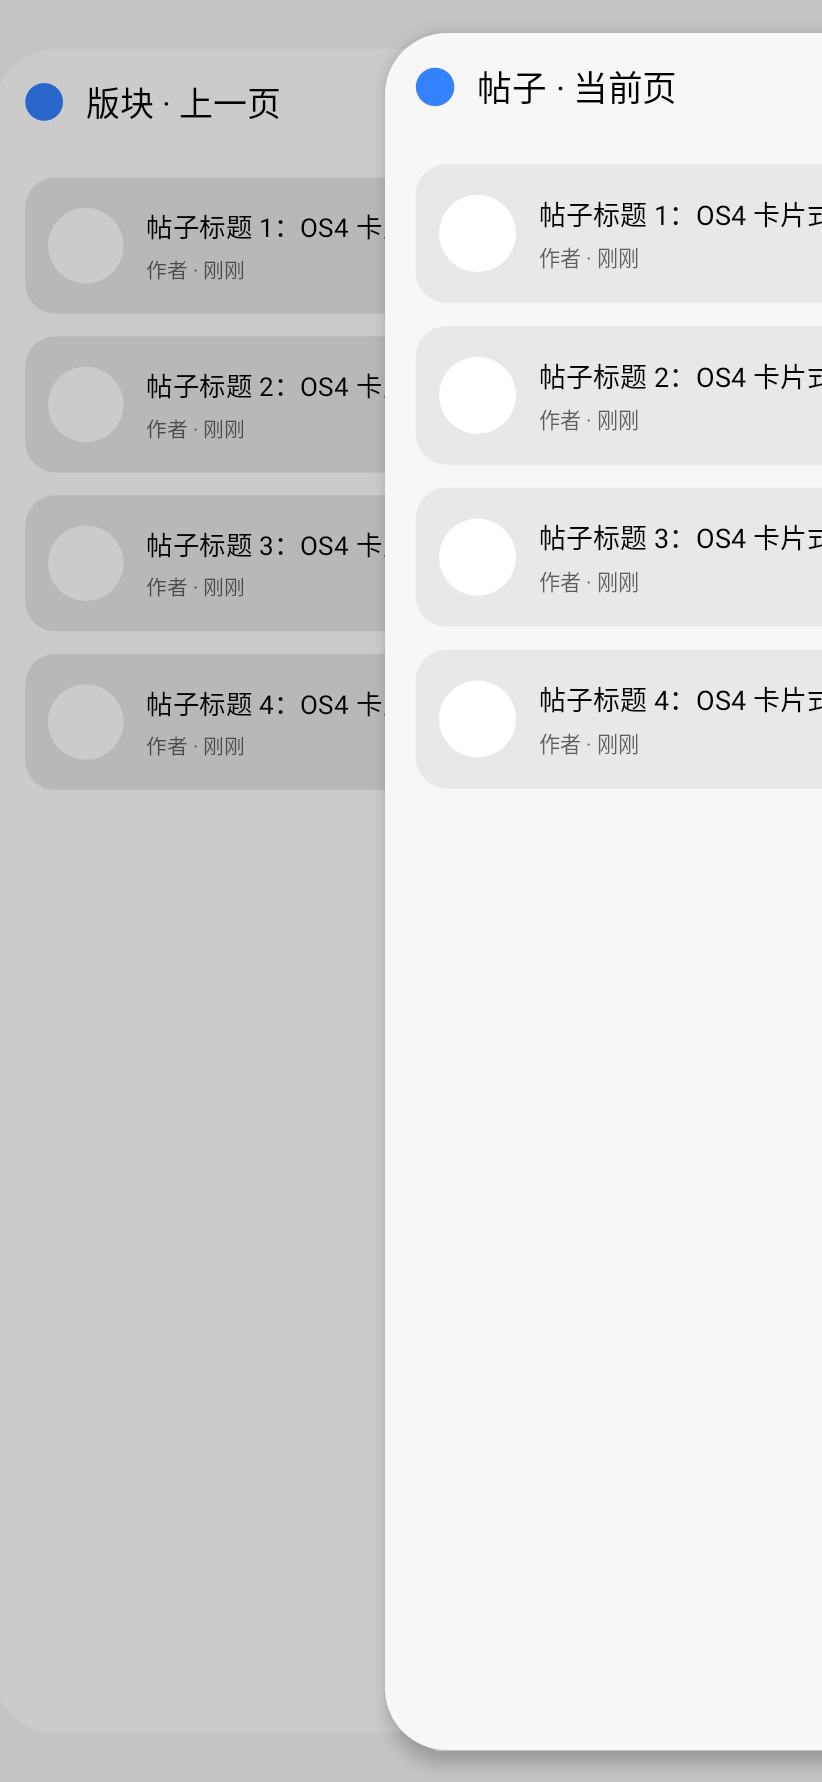 版块 · 上一页
帖子标题 1：OS4 卡
作者 · 刚刚
帖子标题 2：OS4 卡
作者 · 刚刚
帖子标题 3：OS4 卡
作者 · 刚刚
帖子标题 4：OS4 卡
作者 · 刚刚
帖子 · 当前页
帖子标题 1：OS4 卡片式
作者 · 刚刚
帖子标题 2：OS4 卡片式
作者 · 刚刚
帖子标题 3：OS4 卡片式
作者 · 刚刚
帖子标题 4：OS4 卡片式
作者 · 刚刚